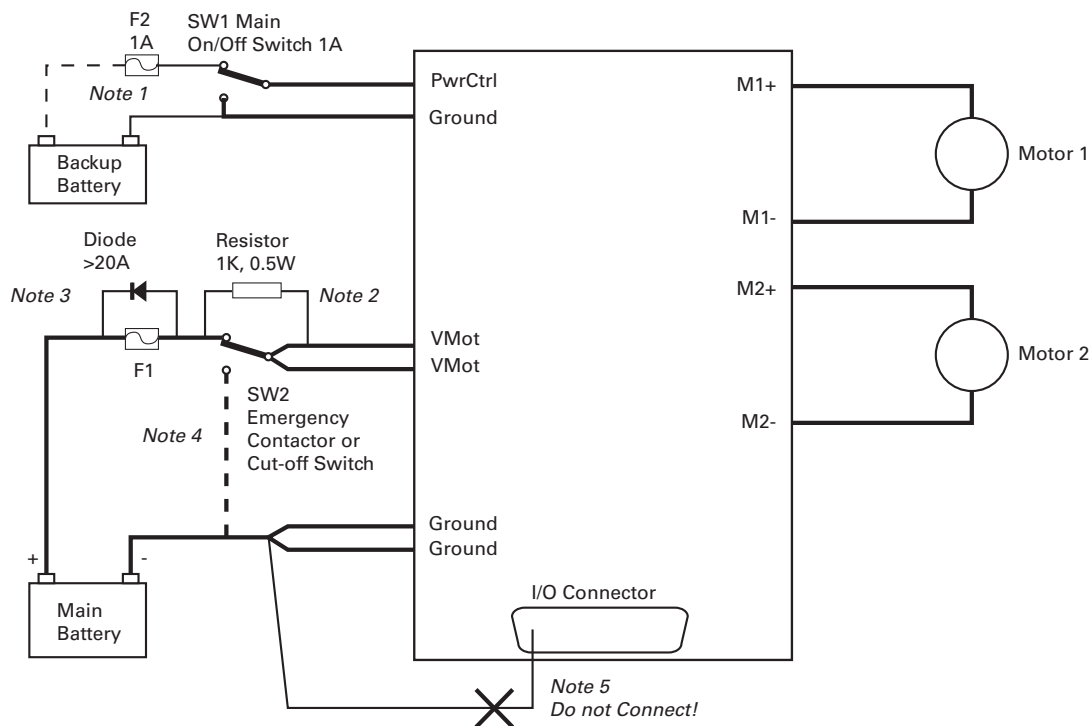 F2
1A
SW1 Main
On/Off Switch 1A
Note 1
PwrCtrl
Ground
Backup
Battery
M1+
Motor 1
M1-
Diode
>20A
Resistor
1K, 0.5W
Note 3
Note 2
F1
VMot
VMot
SW2
Emergency
Contactor or
Cut-off Switch
Note 4
M2+
Motor 2
M2-
Ground
Ground
+
-
Main
Battery
I/O Connector
Note 5
Do not Connect!